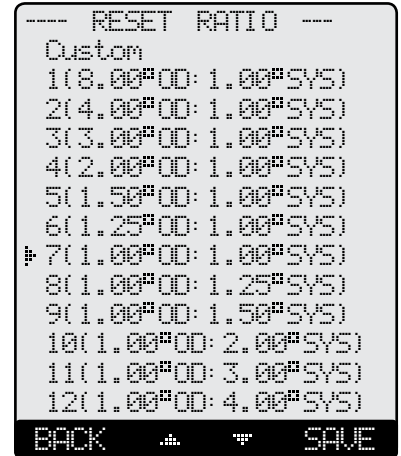 ---- RESET RATIO ---
Custom
1(8.00¤OD:1.00¤SYS)
2(4.00¤OD:1.00¤SYS)
3(3.00¤OD:1.00¤SYS)
4(2.00¤OD:1.00¤SYS)
5(1.50¤OD:1.00¤SYS)
6(1.25¤OD:1.00¤SYS)
7(1.00¤OD:1.00¤SYS)
8(1.00¤OD:1.25¤SYS)
9(1.00¤OD:1.50¤SYS)
10(1.00¤OD:2.00¤SYS)
11(1.00¤OD:3.00¤SYS)
12(1.00¤OD:4.00¤SYS)
BACK SAVE